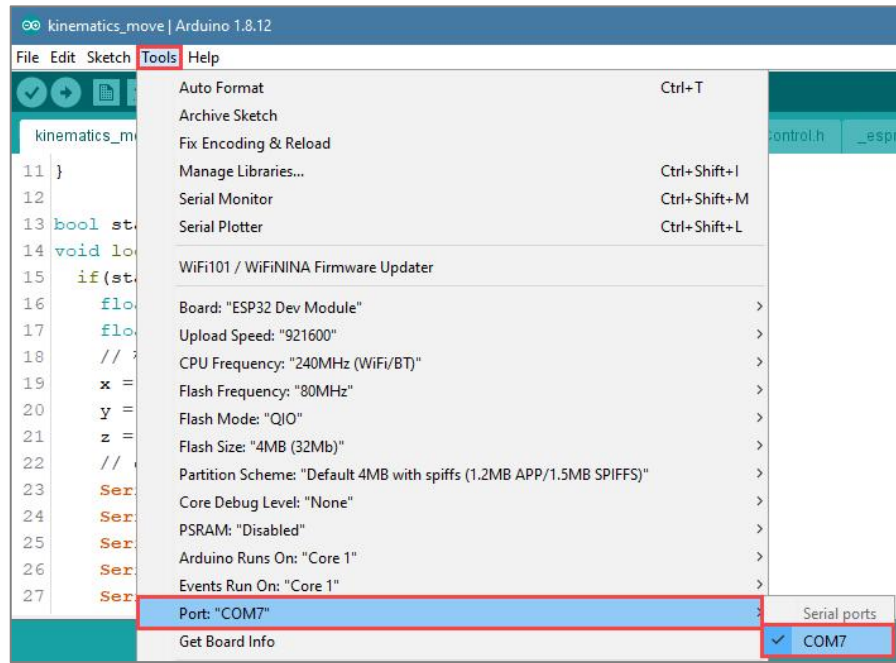 kinematics_move | Arduino 1.8.12
File Edit Sketch Tools Help
Auto Format Ctrl+T
Archive Sketch
Fix Encoding & Reload
Manage Libraries... Ctrl+Shift+I
Serial Monitor Ctrl+Shift+M
Serial Plotter Ctrl+Shift+L
WiFi101 / WiFiNINA Firmware Updater
Board: "ESP32 Dev Module"
Upload Speed: "921600"
CPU Frequency: "240MHz (WiFi/BT)"
Flash Frequency: "80MHz"
Flash Mode: "QIO"
Flash Size: "4MB (32Mb)"
Partition Scheme: "Default 4MB with spiffs (1.2MB APP/1.5MB SPIFFS)"
Core Debug Level: "None"
PSRAM: "Disabled"
Arduino Runs On: "Core 1"
Events Run On: "Core 1"
Port: "COM7"
Get Board Info
Serial ports
COM7
kinematics_m
ontrol.h
_esp
11 }
12
13 bool sta
14 void lo
15 if(st
16 flo
17 flo
18 //
19 x =
20 y =
21 z =
22 //
23 Ser
24 Ser
25 Ser
26 Ser
27 Ser